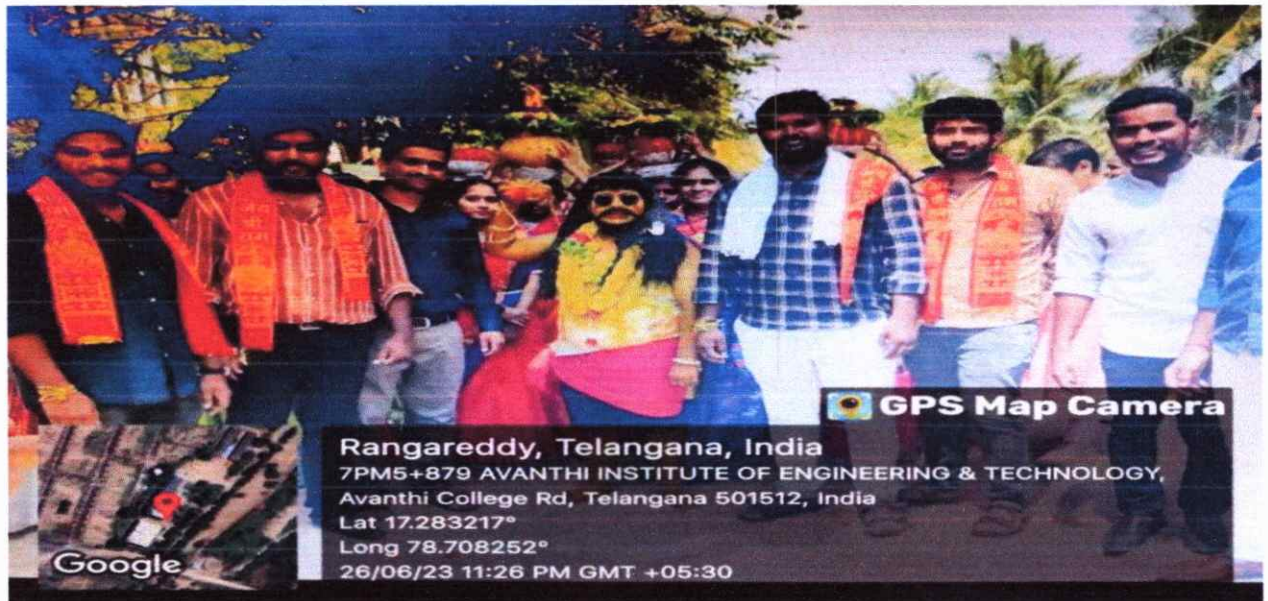 GPS Map Camera
Rangareddy, Telangana, India
7PM5+879 AVANTHI INSTITUTE OF ENGINEERING & TECHNOLOGY,
Avanthi College Rd, Telangana 501512, India
Lat 17.283217°
Long 78.708252°
26/06/23 11:26 PM GMT +05:30
Google